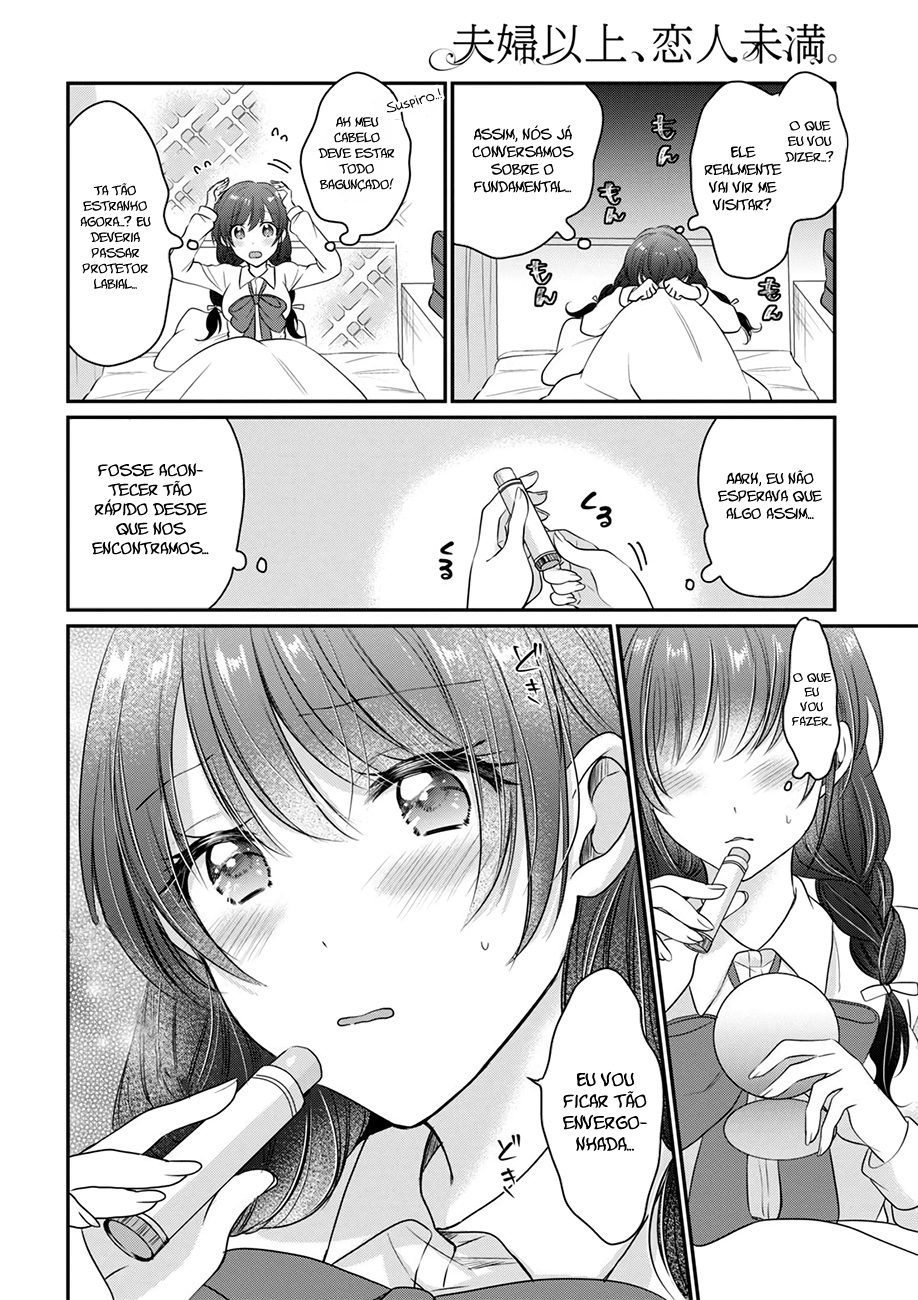 夫婦以上、恋人未満。
O QUE
EU VOU
DIZER...?
ELE
REALMENTE
VAI VIR ME
VISITAR?
ASSIM, NÓS JÁ
CONVERSAMOS
SOBRE O
FUNDAMENTAL...
もん
もん
もん
もん
Suspiro..!
AH MEU
CABELO
DEVE ESTAR
TODO
BAGUNÇADO!
TA TÃO
ESTRANHO
AGORA..? EU
DEVERIA
PASSAR
PROTETOR
LABIAL...
AARH, EU NÃO
ESPERAVA QUE
ALGO ASSIM...
くる
くる
FOSSE ACON-
TECER TÃO
RÁPIDO DESDE
QUE NOS
ENCONTRAMOS...
O QUE
EU
VOU
FAZER..
どき
EU VOU
FICAR TÃO
ENVERGO-
NHADA...
どき